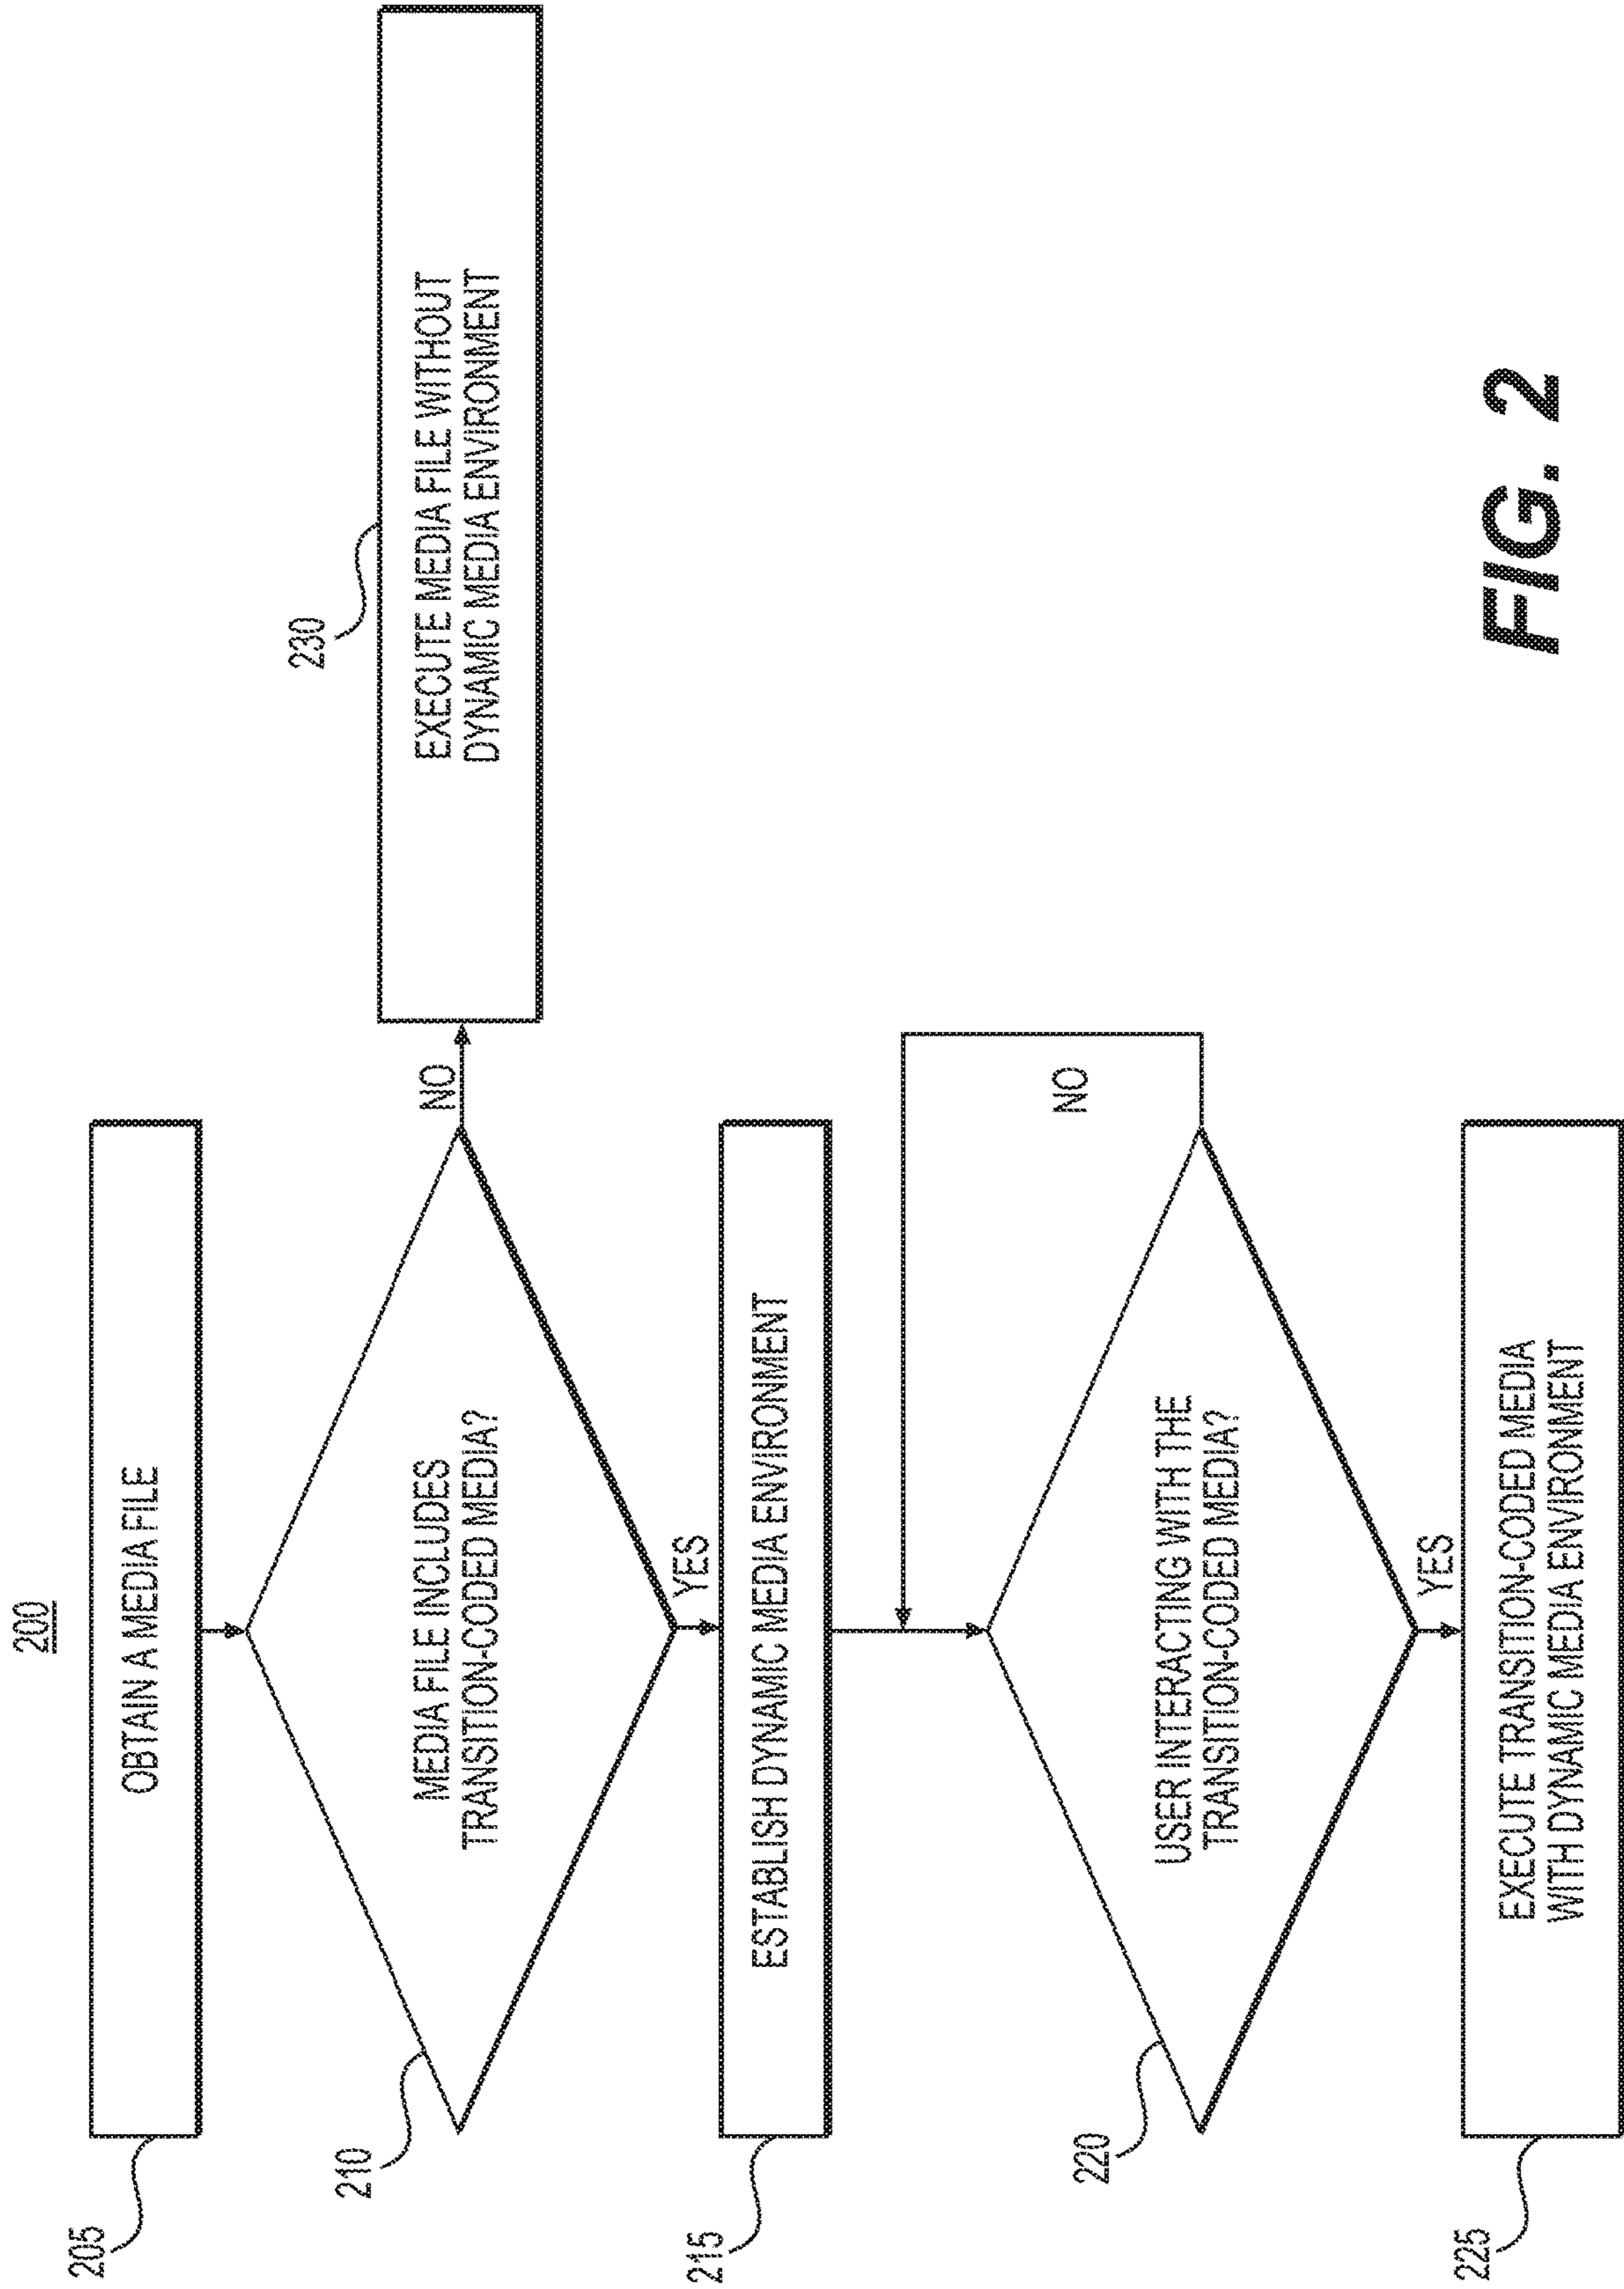 200
205
OBTAIN A MEDIA FILE
210
MEDIA FILE INCLUDES
TRANSITION-CODED MEDIA?
NO
230
EXECUTE MEDIA FILE WITHOUT
DYNAMIC MEDIA ENVIRONMENT
YES
215
ESTABLISH DYNAMIC MEDIA ENVIRONMENT
220
USER INTERACTING WITH THE
TRANSITION-CODED MEDIA?
NO
YES
225
EXECUTE TRANSITION-CODED MEDIA
WITH DYNAMIC MEDIA ENVIRONMENT
FIG. 2